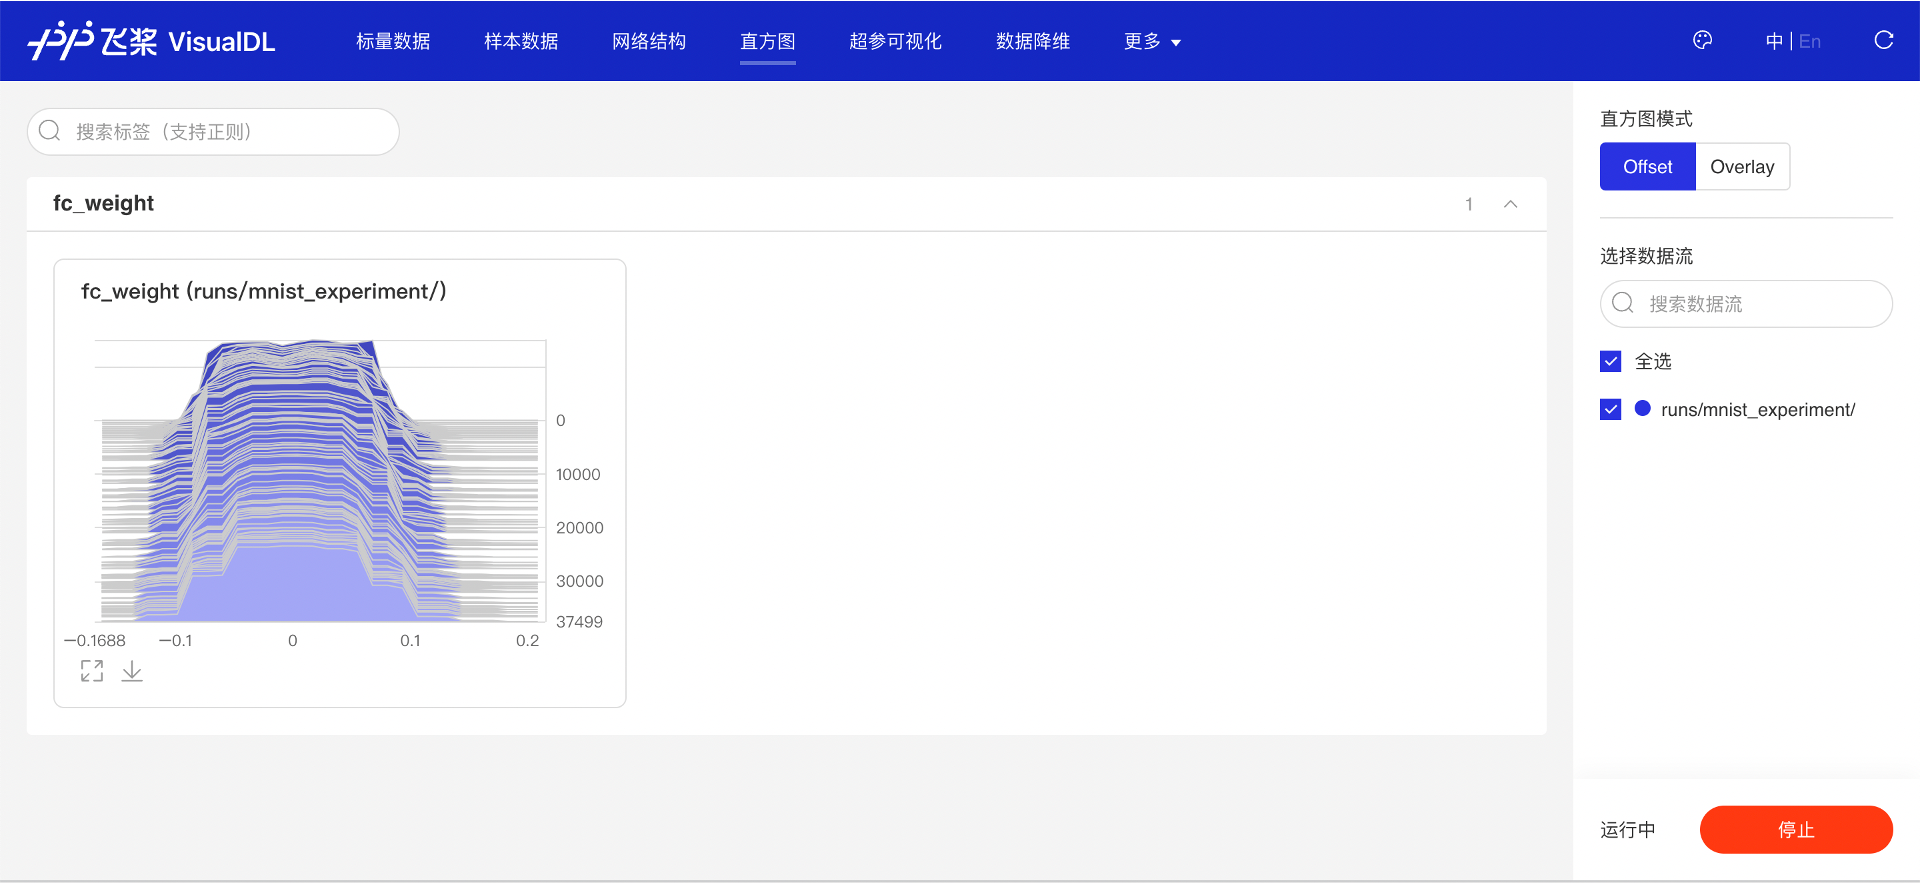 飞桨 VisualDL 标量数据 样本数据 网络结构 直方图 超参可视化 数据降维 更多 中 | En
搜索标签（支持正则）
fc_weight 1
fc_weight (runs/mnist_experiment/)
0
10000
20000
30000
37499
−0.1688 −0.1 0 0.1 0.2
直方图模式
Offset Overlay
选择数据流
搜索数据流
全选
runs/mnist_experiment/
运行中 停止